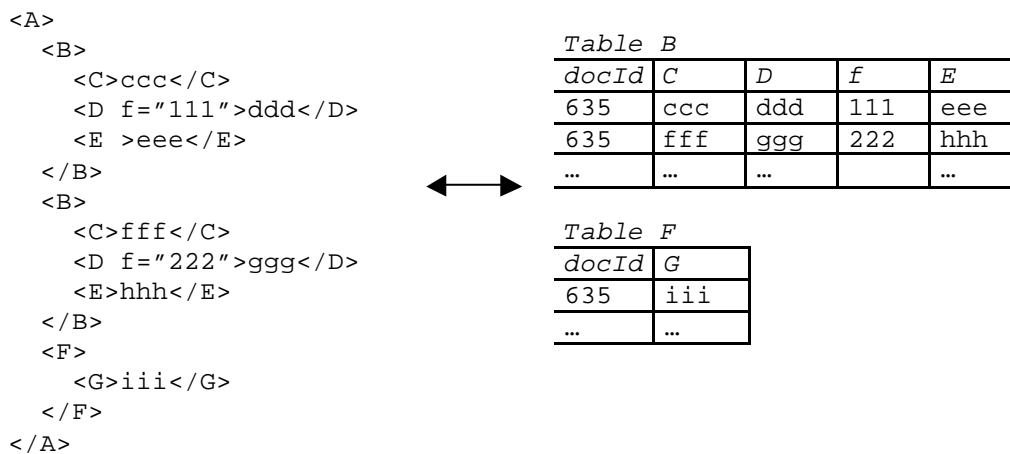 <A>
<B>
<C>ccc</C>
<D f="111">ddd</D>
<E >eee</E>
</B>
<B>
<C>fff</C>
<D f="222">ggg</D>
<E>hhh</E>
</B>
<F>
<G>iii</G>
</F>
</A>
Table B
docId C D f E
635 ccc ddd 111 eee
635 fff ggg 222 hhh
… … … …
Table F
docId G
635 iii
… …